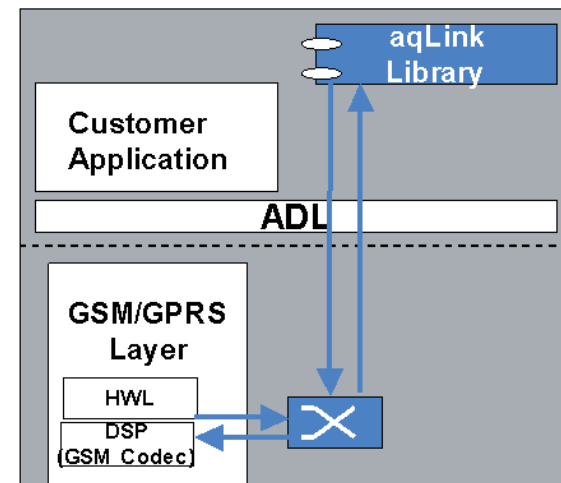 aqLink
Library
Customer
Application
ADL
GSM/GPRS
Layer
HWL
DSP
(GSM Codec)